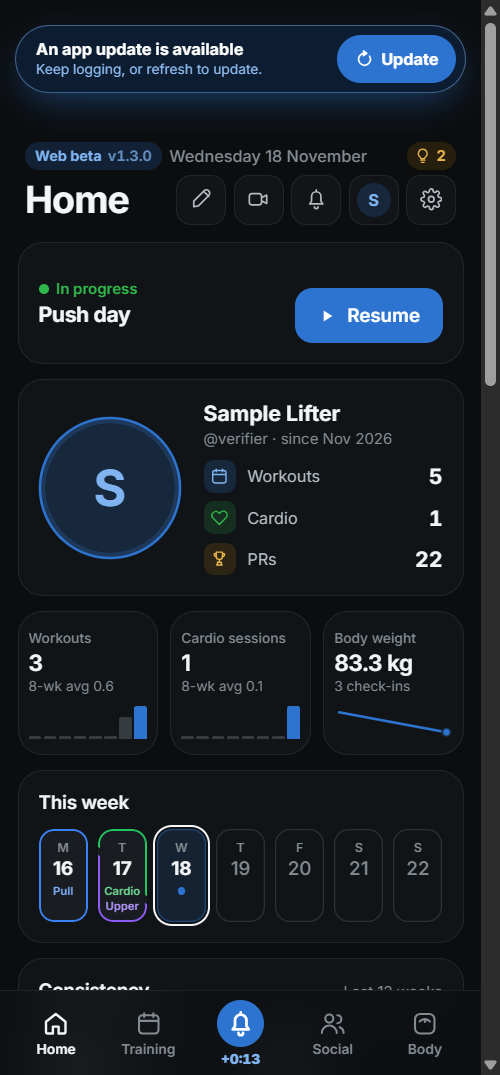 An app update is available
Keep logging, or refresh to update.
Update
Web beta v1.3.0 Wednesday 18 November 2
Home
S
In progress
Push day
Resume
S
Sample Lifter
@verifier · since Nov 2026
Workouts 5
Cardio 1
PRs 22
Workouts
3
8-wk avg 0.6
Cardio sessions
1
8-wk avg 0.1
Body weight
83.3 kg
3 check-ins
This week
M T W T F S S
16 17 18 19 20 21 22
Pull Cardio
Upper
Consistency Last 12 weeks
Home Training +0:13 Social Body